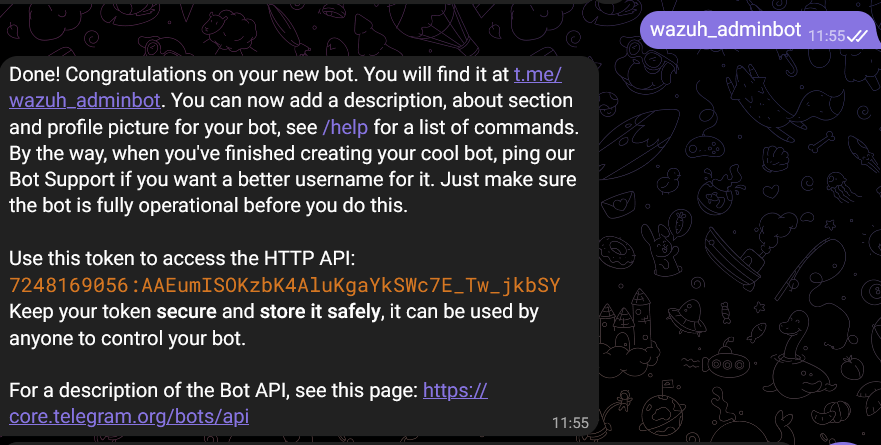 wazuh_adminbot 11:55
Done! Congratulations on your new bot. You will find it at t.me/
wazuh_adminbot. You can now add a description, about section
and profile picture for your bot, see /help for a list of commands.
By the way, when you've finished creating your cool bot, ping our
Bot Support if you want a better username for it. Just make sure
the bot is fully operational before you do this.
Use this token to access the HTTP API:
7248169056:AAEumISOKzbK4AluKgaYkSWc7E_Tw_jkbSY
Keep your token secure and store it safely, it can be used by
anyone to control your bot.
For a description of the Bot API, see this page: https://
core.telegram.org/bots/api
11:55